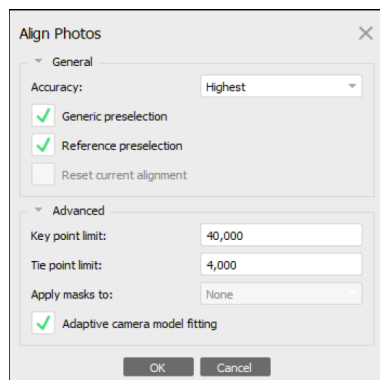 Align Photos
General
Accuracy: Highest
Generic preselection
Reference preselection
Reset current alignment
Advanced
Key point limit: 40,000
Tie point limit: 4,000
Apply masks to: None
Adaptive camera model fitting
OK Cancel